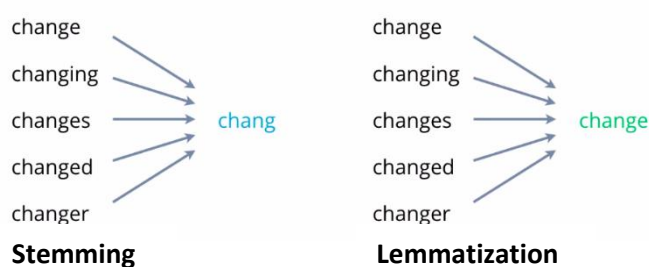 change
changing
changes
changed
changer
chang
Stemming
change
changing
changes
changed
changer
change
Lemmatization